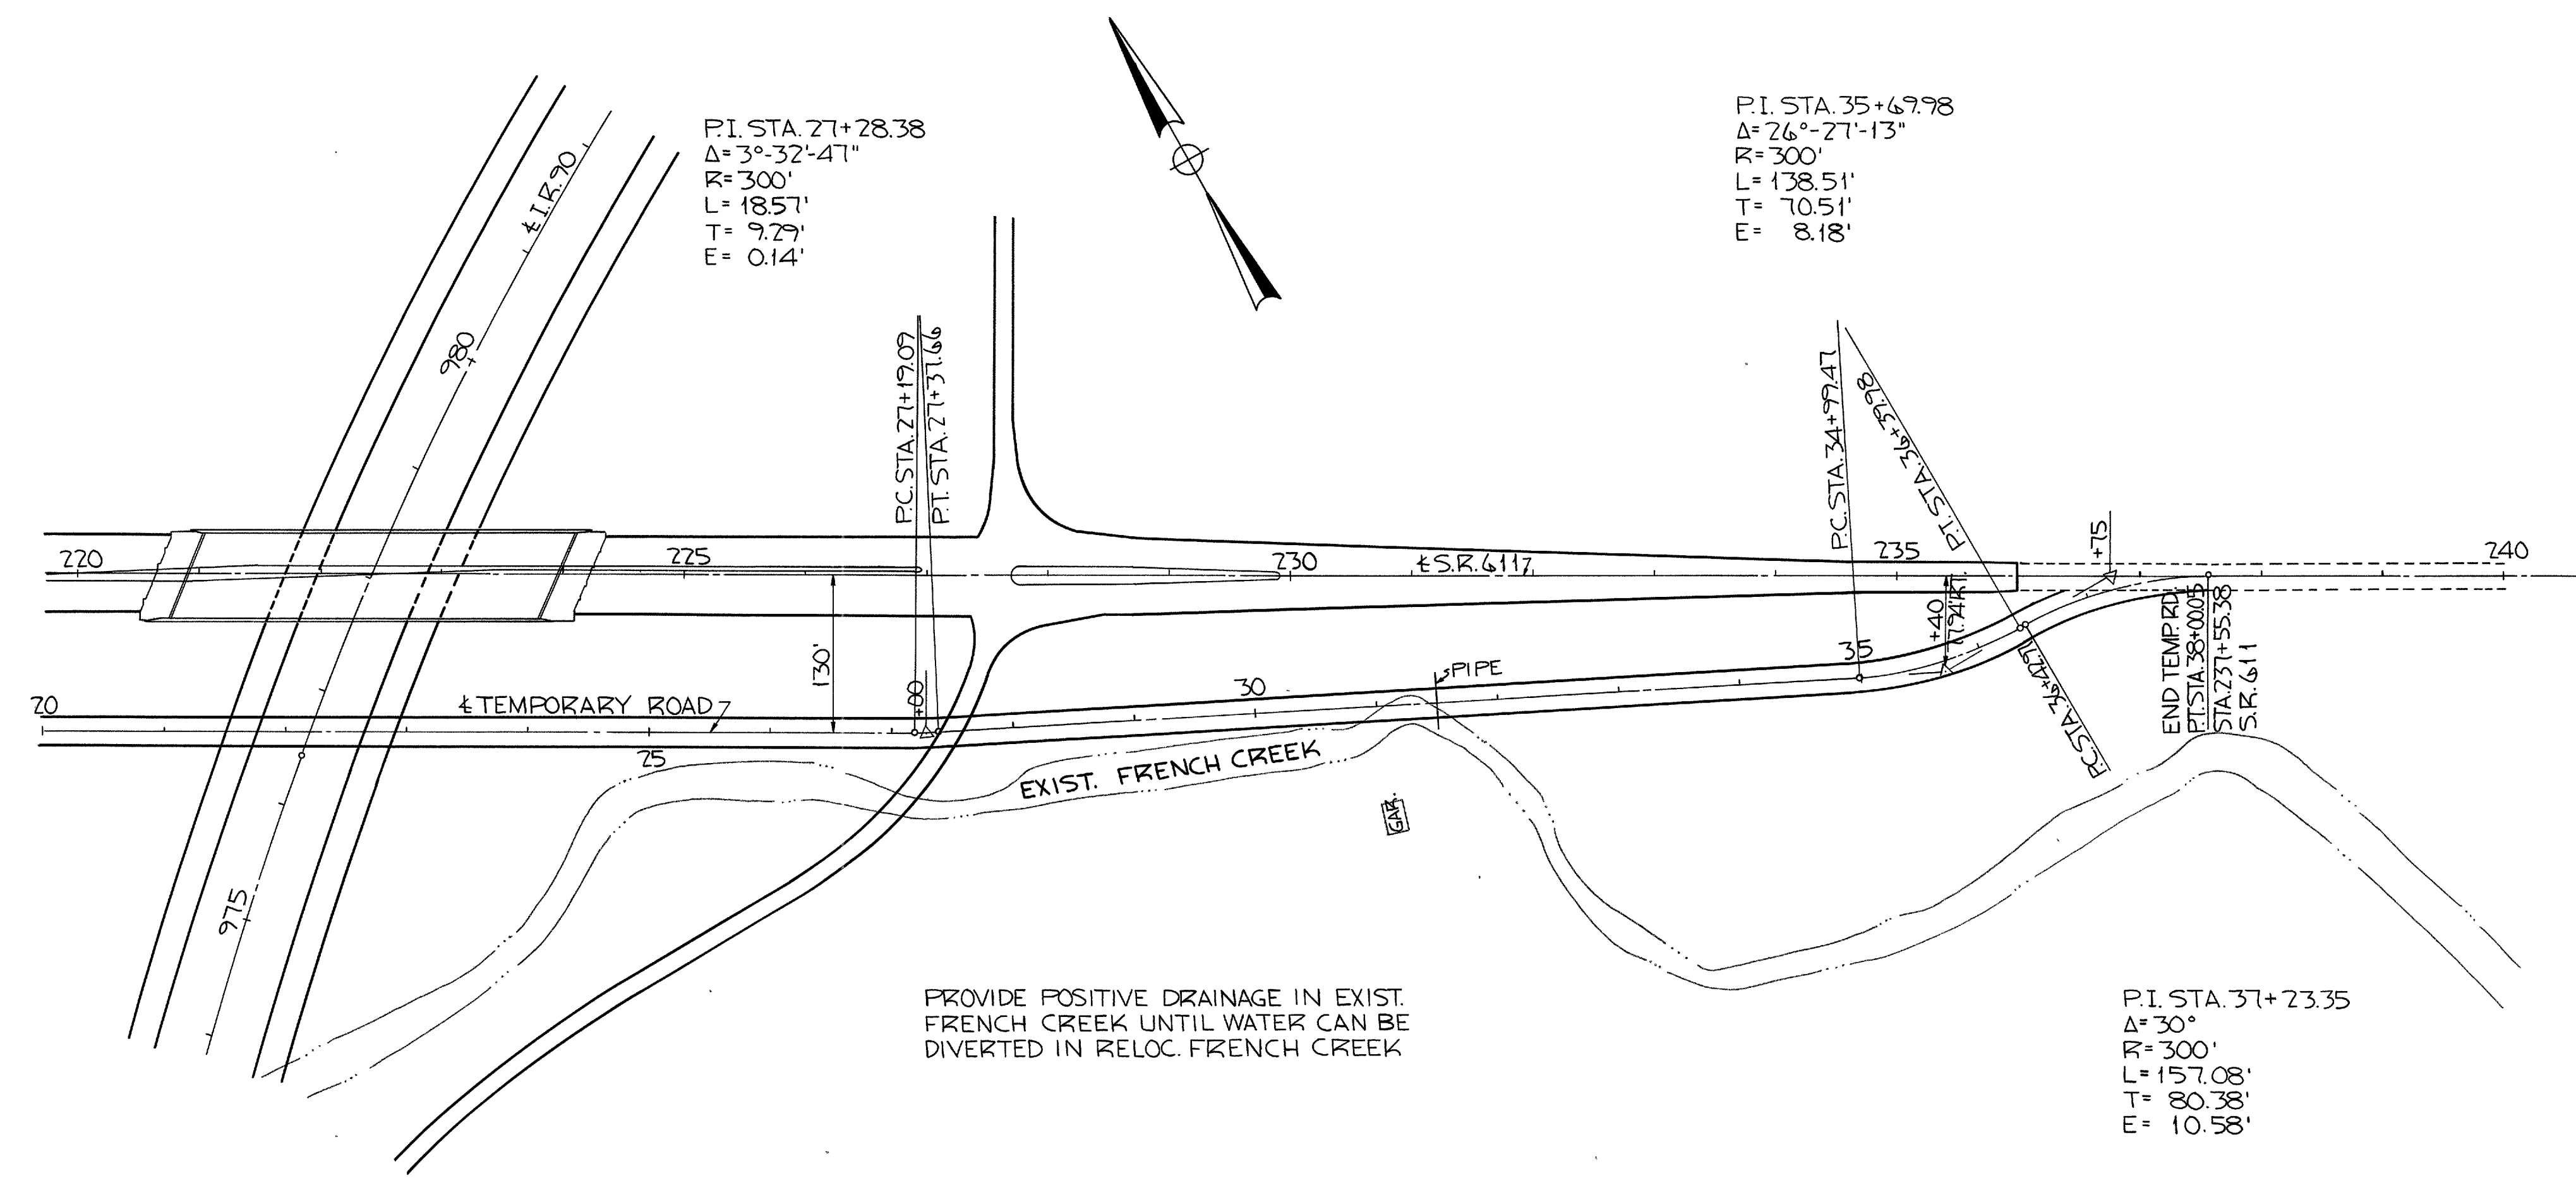 P.I. STA. 27+28.38
Δ= 3°-32'-47"
R= 300'
L= 18.57'
T= 9.29'
E= 0.14'
P.I. STA. 35+69.98
Δ= 26°-27'-13"
R= 300'
L= 138.51'
T= 70.51'
E= 8.18'
℄ I.R. 90
980
975
P.C. STA. 27+19.09
P.T. STA. 27+37.66
P.C. STA. 34+99.47
P.T. STA. 36+39.98
220
225
230
℄ S.R. 611
235
+75
240
130'
+00
+40
77.94 RT.
20
℄ TEMPORARY ROAD
25
30
PIPE
35
EXIST. FRENCH CREEK
GAR.
P.C. STA. 36+42.97
END TEMP. RD.
P.T. STA. 38+00.05
STA. 237+55.38
S.R. 611
PROVIDE POSITIVE DRAINAGE IN EXIST.
FRENCH CREEK UNTIL WATER CAN BE
DIVERTED IN RELOC. FRENCH CREEK
P.I. STA. 37+23.35
Δ= 30°
R= 300'
L= 157.08'
T= 80.38'
E= 10.58'